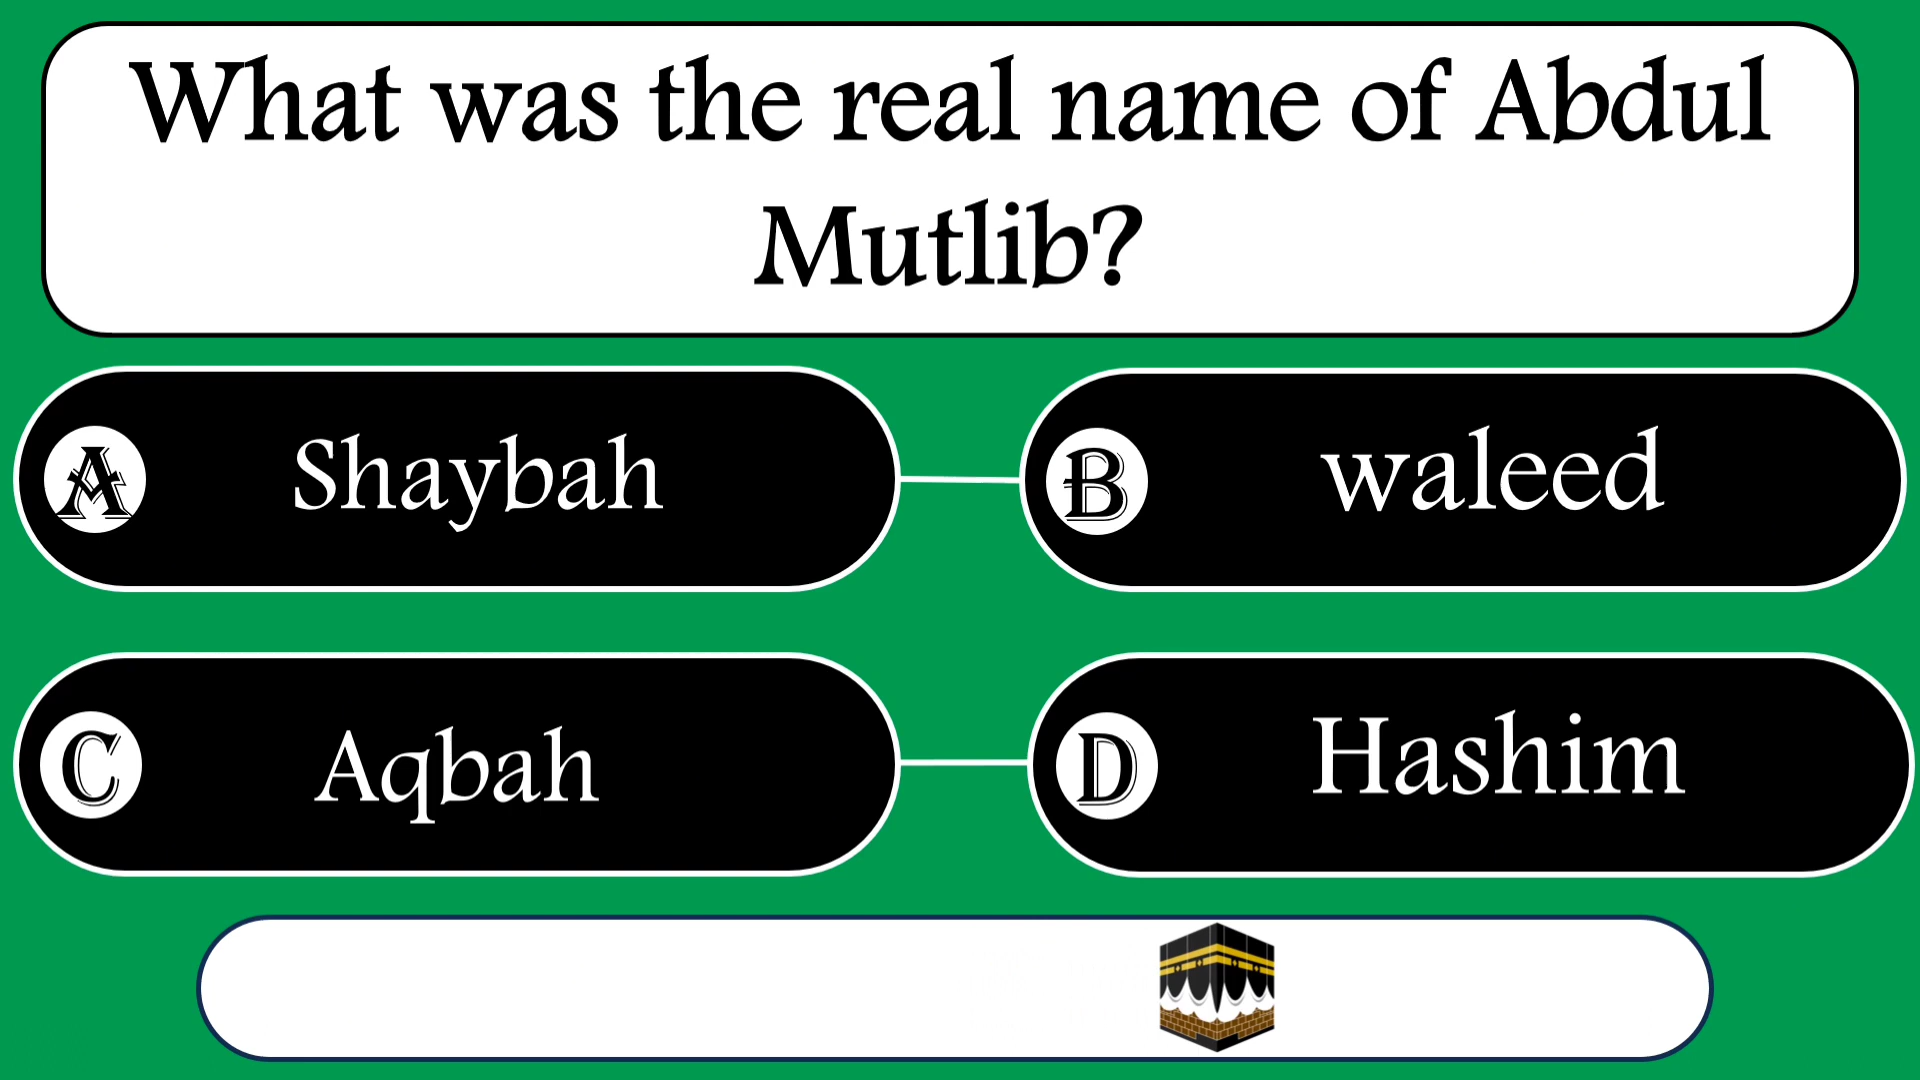 What was the real name of Abdul
Mutlib?
A Shaybah
B waleed
C Aqbah
D Hashim